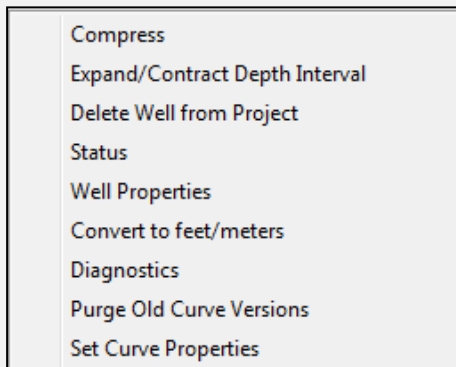 Compress
Expand/Contract Depth Interval
Delete Well from Project
Status
Well Properties
Convert to feet/meters
Diagnostics
Purge Old Curve Versions
Set Curve Properties